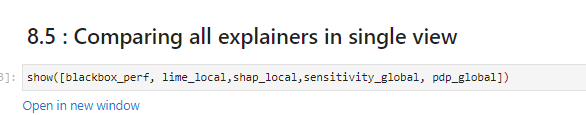 8.5 : Comparing all explainers in single view
]: show([blackbox_perf, lime_local,shap_local,sensitivity_global, pdp_global])
Open in new window